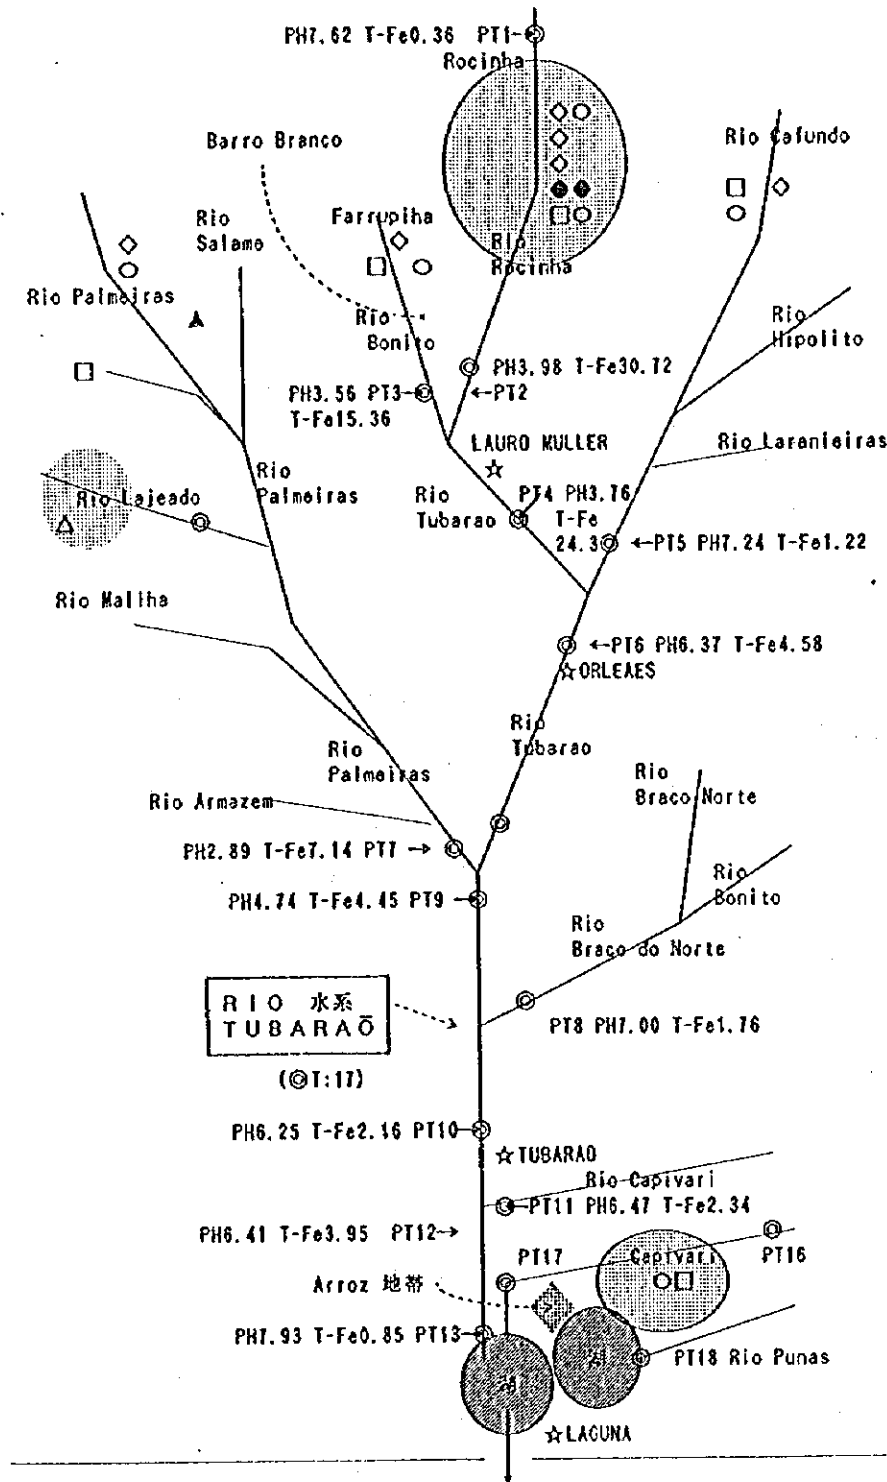 PH7.62 T-Fe0.36 PT1
Rocinha
Barro Branco
Rio Cafundo
Rio
Salame
Farrupiha
Rio
Rocinha
Rio Palmeiras
Rio
Bonito
Rio
Hipolito
PH3.98 T-Fe30.72
PH3.56 PT3
T-Fe15.36
←PT2
LAURO MULLER
☆
Rio Laranieiras
Rio
Palmeiras
Rio Lajeado
Rio
Tubarao
PT4 PH3.76
T-Fe
24.3
←PT5 PH7.24 T-Fe1.22
Rio Maliha
←PT6 PH6.37 T-Fe4.58
☆ORLEAES
Rio
Tubarao
Rio
Palmeiras
Rio
Braco Norte
Rio Armazem
PH2.89 T-Fe7.14 PT7 →
Rio
Bonito
PH4.74 T-Fe4.45 PT9 →
Rio
Braço do Norte
RIO 水系
TUBARAŌ
PT8 PH7.00 T-Fe1.76
(◎T:17)
PH6.25 T-Fe2.16 PT10→
☆TUBARAO
Rio Capivari
←PT11 PH6.47 T-Fe2.34
PH6.41 T-Fe3.95 PT12→
PT17
Capivari
PT16
Arroz 地帯
PH7.93 T-Fe0.85 PT13→
湖
PT18 Rio Punas
湖
☆LAGUNA